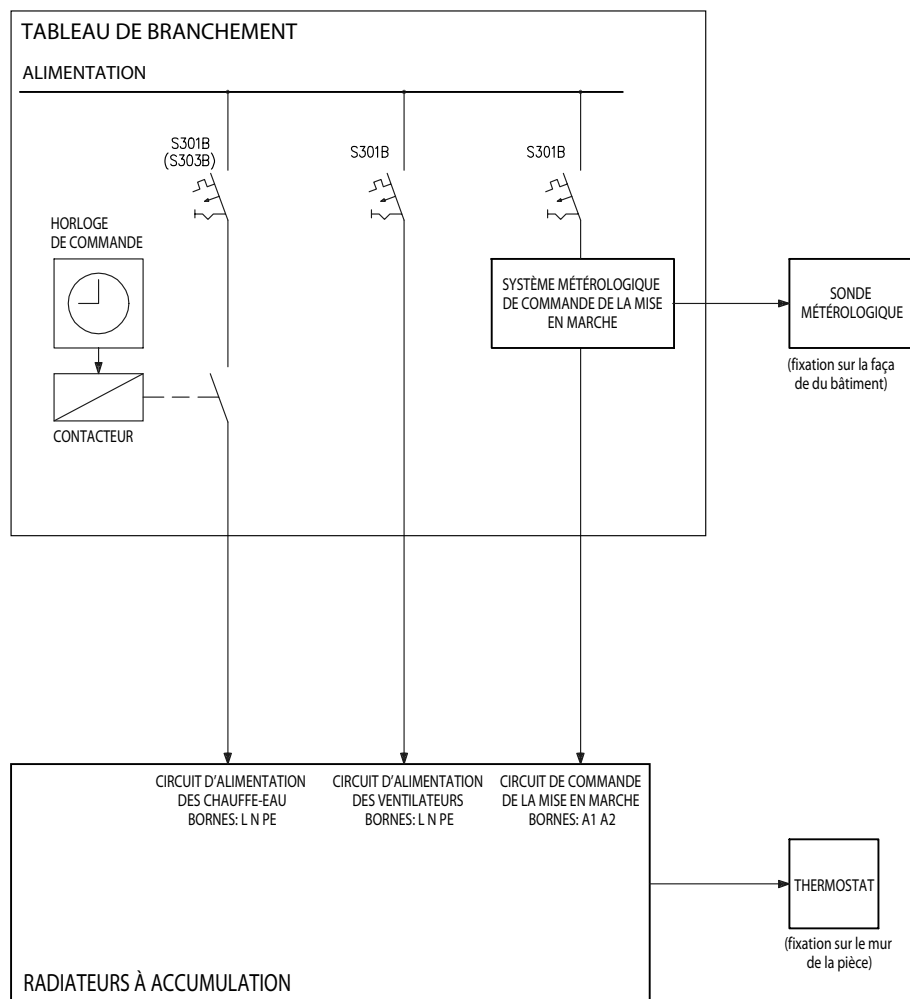 TABLEAU DE BRANCHEMENT
ALIMENTATION
S301B
(S303B)
S301B
S301B
HORLOGE
DE COMMANDE
CONTACTEUR
SYSTÈME MÉTÉROLOGIQUE
DE COMMANDE DE LA MISE
EN MARCHE
SONDE
MÉTÉROLOGIQUE
(fixation sur la faça
de du bâtiment)
CIRCUIT D'ALIMENTATION
DES CHAUFFE-EAU
BORNES: L N PE
CIRCUIT D'ALIMENTATION
DES VENTILATEURS
BORNES: L N PE
CIRCUIT DE COMMANDE
DE LA MISE EN MARCHE
BORNES: A1 A2
THERMOSTAT
(fixation sur le mur
de la pièce)
RADIATEURS À ACCUMULATION